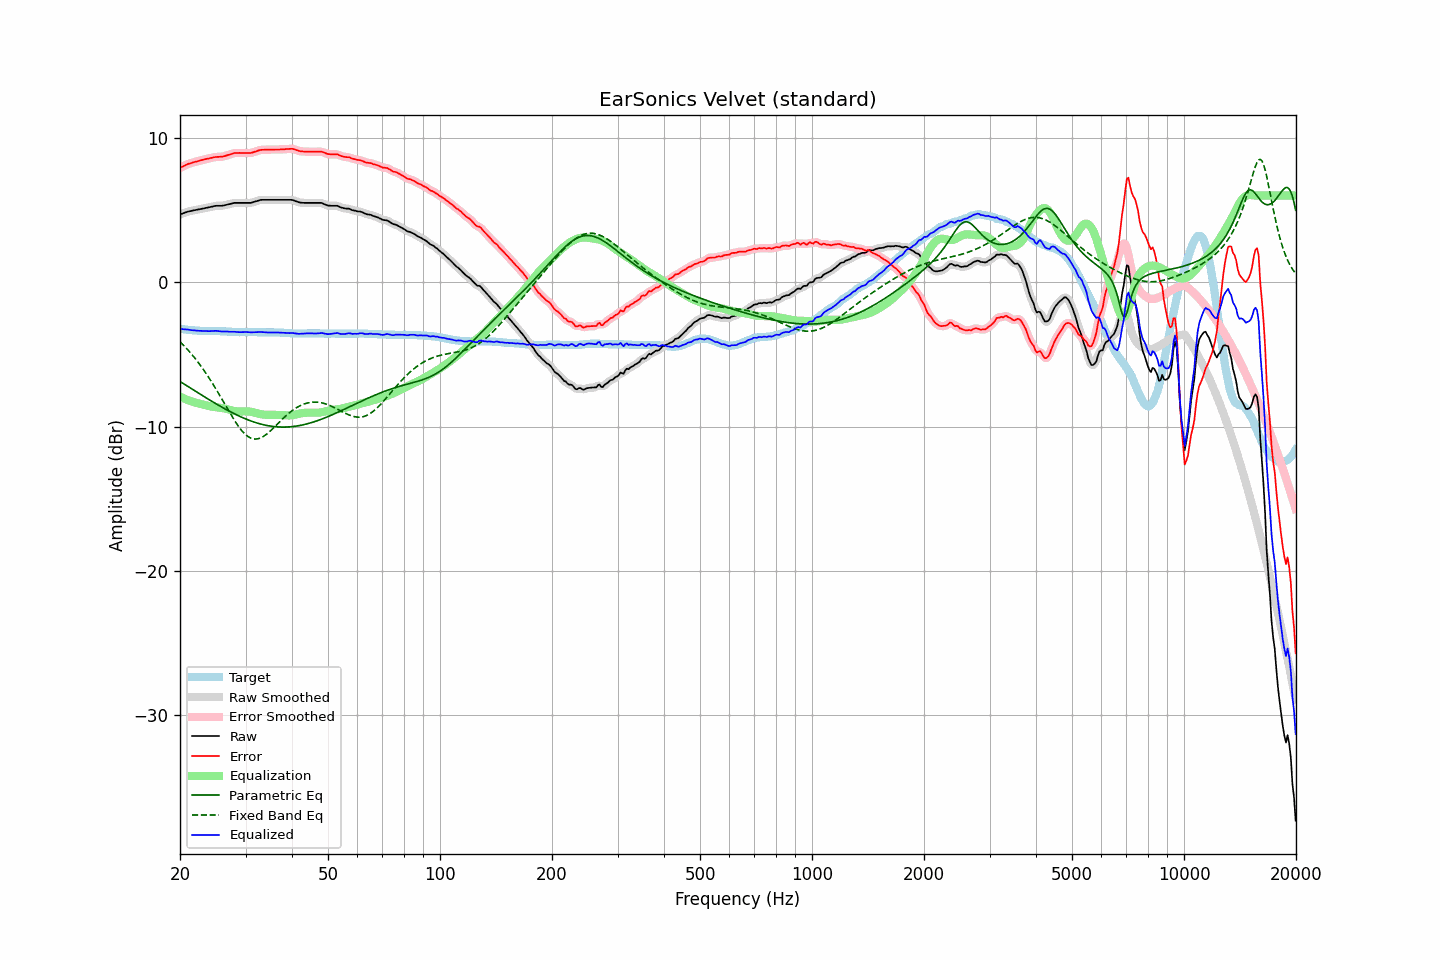 EarSonics Velvet (standard)
Amplitude (dBr)
10
0
−10
−20
−30
Target
Raw Smoothed
Error Smoothed
Raw
Error
Equalization
Parametric Eq
Fixed Band Eq
Equalized
20 50 100 200 500 1000 2000 5000 10000 20000
Frequency (Hz)